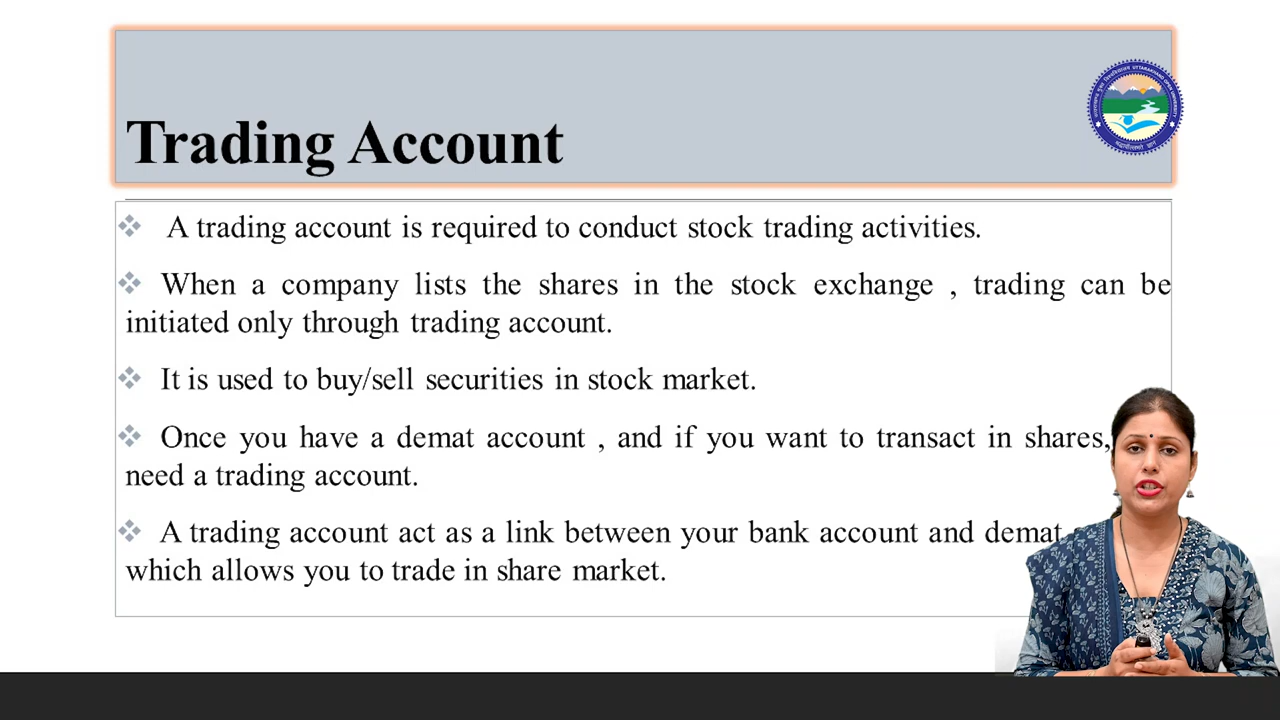 Trading Account
UTTARAKHAND OPEN UNIVERSITY
A trading account is required to conduct stock trading activities.
When a company lists the shares in the stock exchange , trading can be
initiated only through trading account.
It is used to buy/sell securities in stock market.
Once you have a demat account , and if you want to transact in shares,
need a trading account.
A trading account act as a link between your bank account and demat
which allows you to trade in share market.